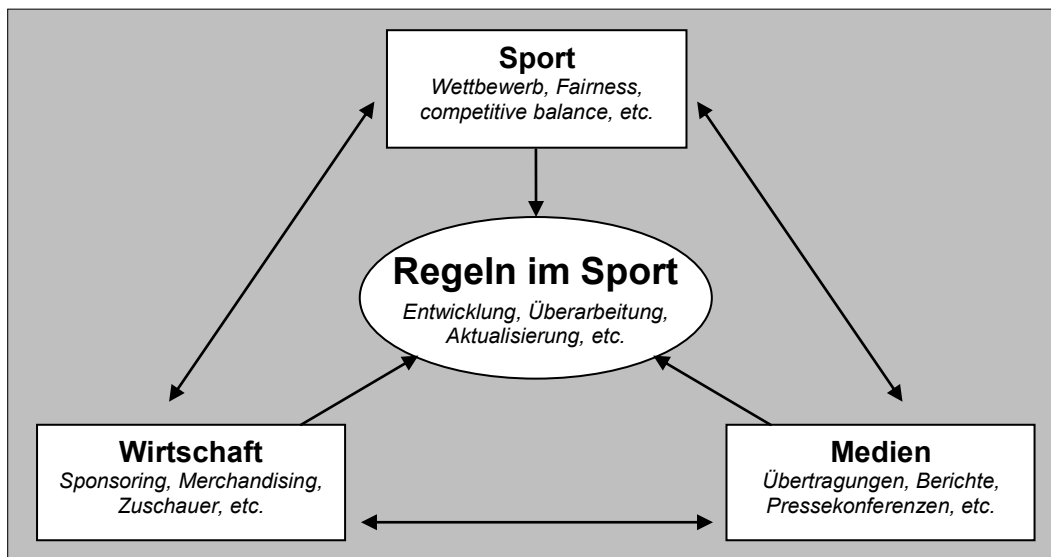 Sport
Wettbewerb, Fairness,
competitive balance, etc.
Regeln im Sport
Entwicklung, Überarbeitung,
Aktualisierung, etc.
Wirtschaft
Sponsoring, Merchandising,
Zuschauer, etc.
Medien
Übertragungen, Berichte,
Pressekonferenzen, etc.